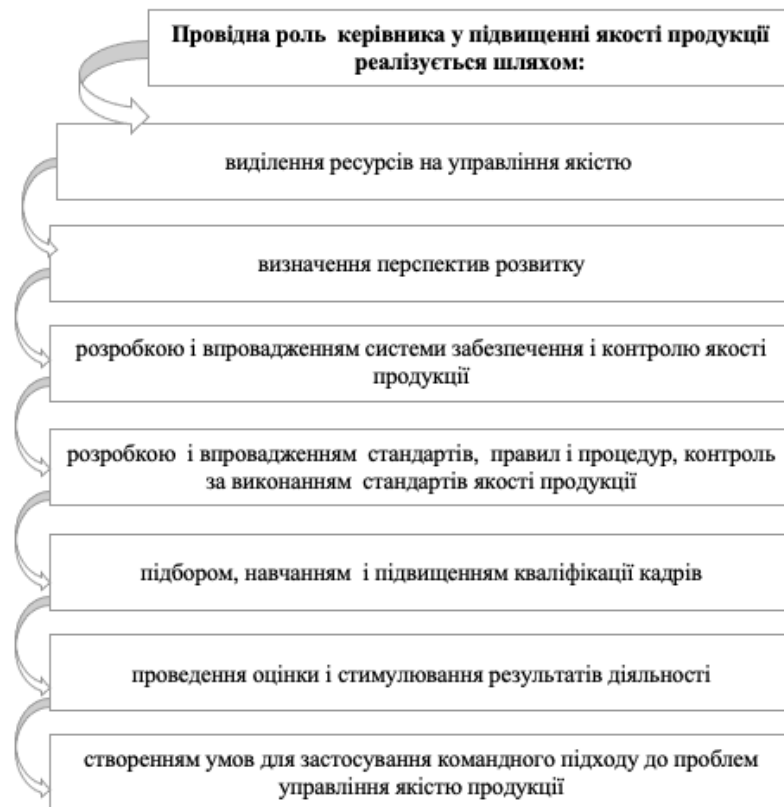 Провідна роль керівника у підвищенні якості продукції
реалізується шляхом:
виділення ресурсів на управління якістю
визначення перспектив розвитку
розробкою і впровадженням системи забезпечення і контролю якості
продукції
розробкою і впровадженням стандартів, правил і процедур, контроль
за виконанням стандартів якості продукції
підбором, навчанням і підвищенням кваліфікації кадрів
проведення оцінки і стимулювання результатів діяльності
створенням умов для застосування командного підходу до проблем
управління якістю продукції